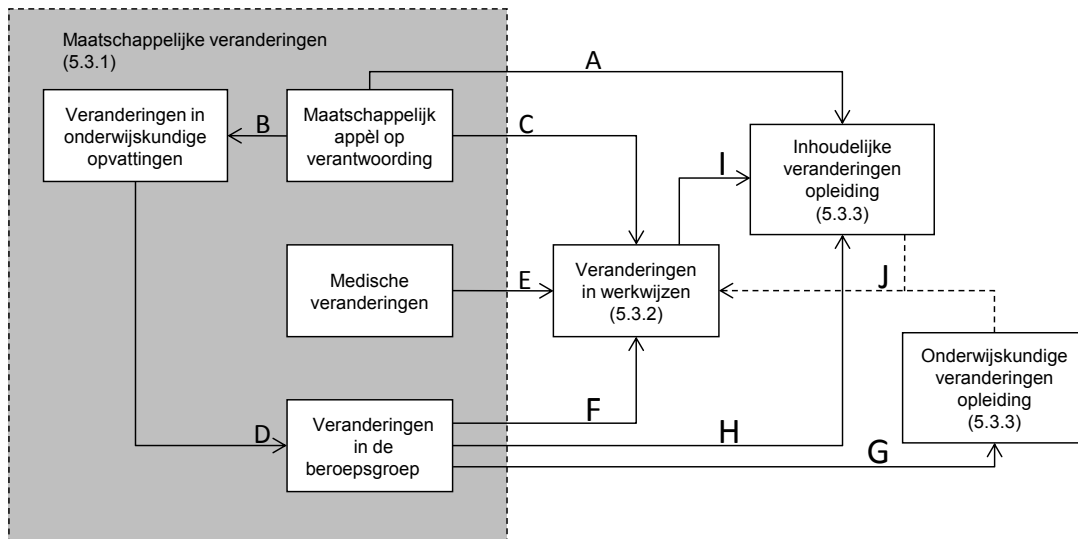 Maatschappelijke veranderingen
(5.3.1)
A
Veranderingen in
onderwijskundige
opvattingen
B
Maatschappelijk
appèl op
verantwoording
C
Inhoudelijke
veranderingen
opleiding
(5.3.3)
I
Medische
veranderingen
E
Veranderingen
in werkwijzen
(5.3.2)
J
Onderwijskundige
veranderingen
opleiding
(5.3.3)
D
Veranderingen
in de
beroepsgroep
F
H
G